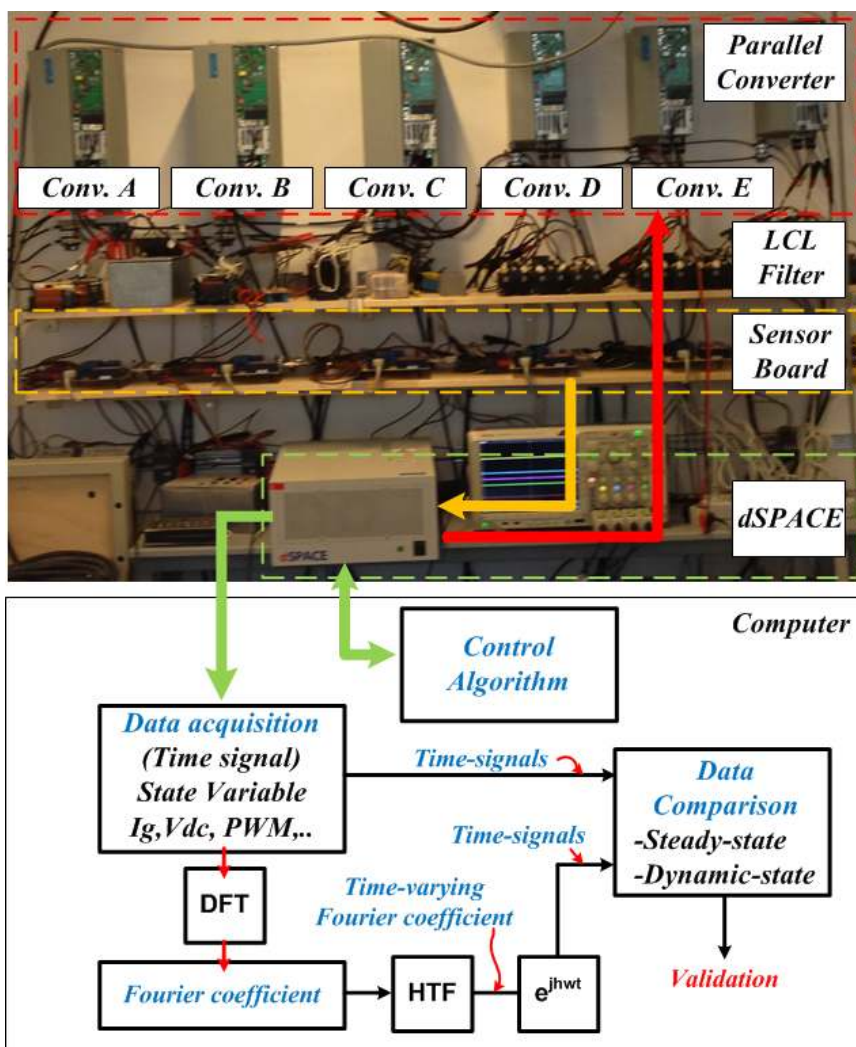 Parallel
Converter
Conv. A
Conv. B
Conv. C
Conv. D
Conv. E
LCL
Filter
Sensor
Board
dSPACE
dSPACE
Computer
Control
Algorithm
Data acquisition
(Time signal)
State Variable
Ig,Vdc, PWM,..
Time-signals
Data
Comparison
-Steady-state
-Dynamic-state
Time-signals
DFT
Time-varying
Fourier coefficient
Fourier coefficient
HTF
e^jhwt
Validation